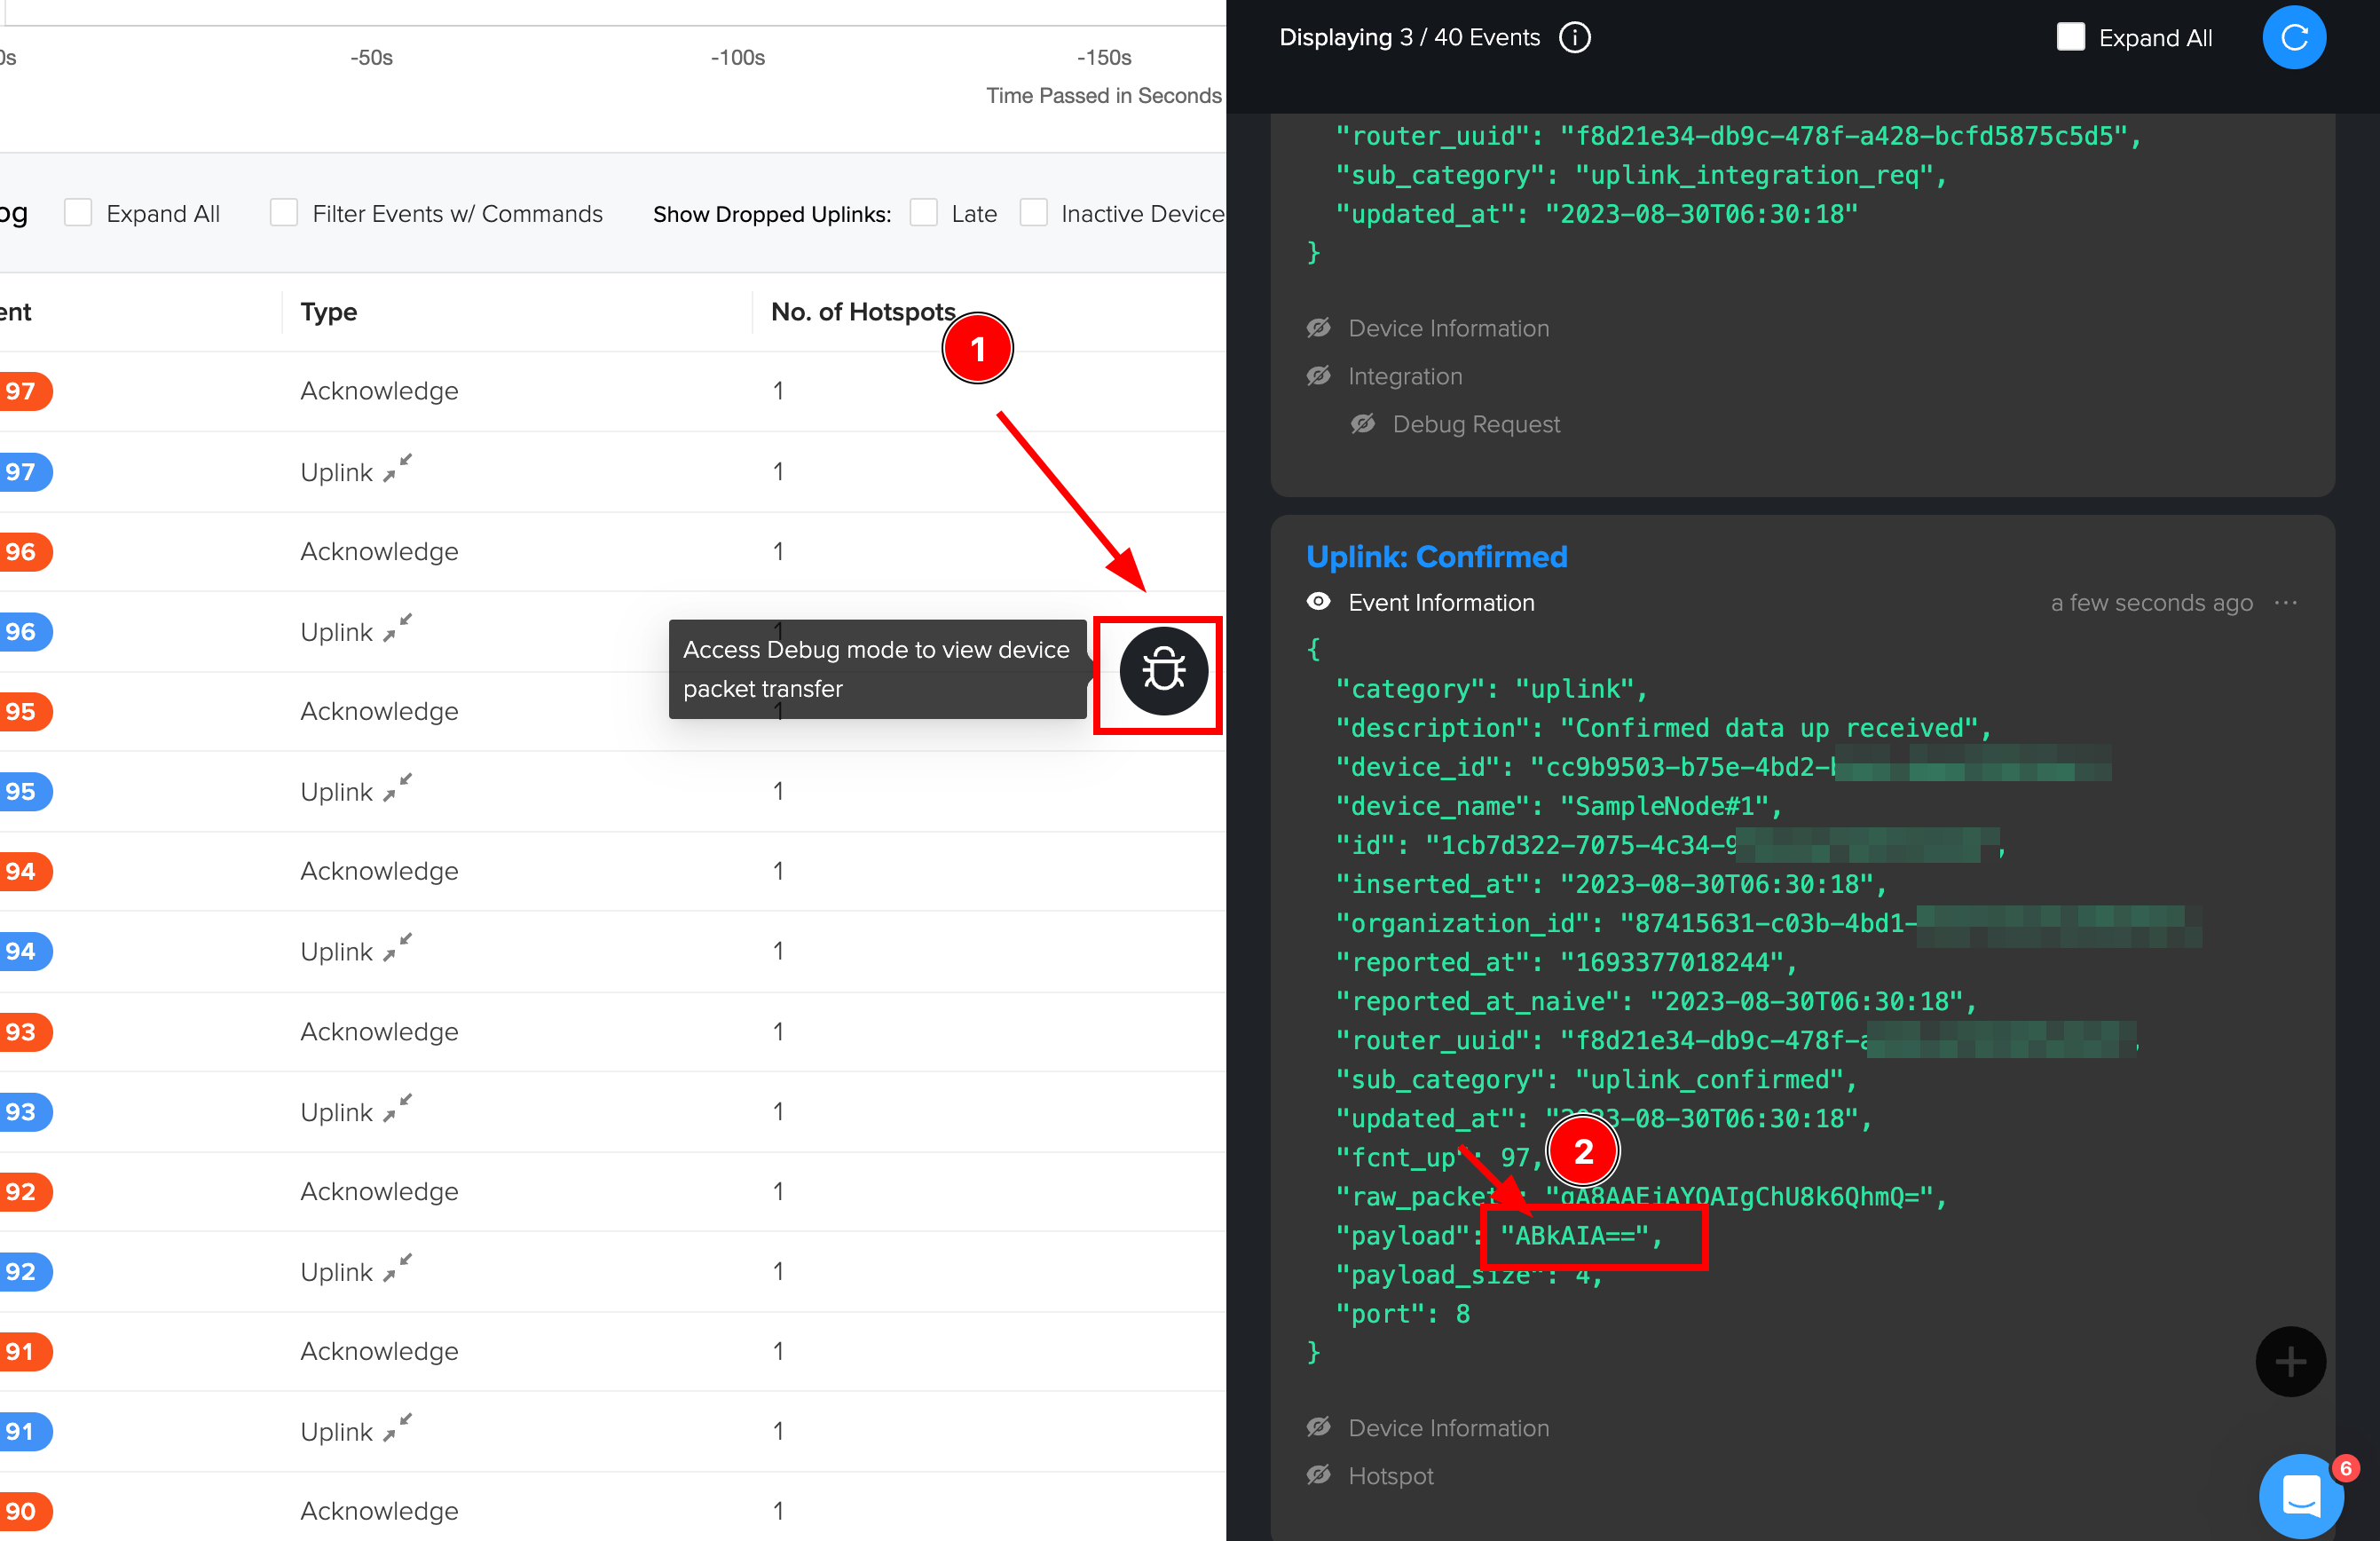 0s -50s -100s -150s
Time Passed in Seconds
og Expand All Filter Events w/ Commands Show Dropped Uplinks: Late Inactive Device
ent Type No. of Hotspots
1
97 Acknowledge 1
97 Uplink 1
96 Acknowledge 1
96 Uplink 1
Access Debug mode to view device
packet transfer
95 Acknowledge 1
95 Uplink 1
94 Acknowledge 1
94 Uplink 1
93 Acknowledge 1
93 Uplink 1
92 Acknowledge 1
92 Uplink 1
91 Acknowledge 1
91 Uplink 1
90 Acknowledge 1
Displaying 3 / 40 Events Expand All
"router_uuid": "f8d21e34-db9c-478f-a428-bcfd5875c5d5",
"sub_category": "uplink_integration_req",
"updated_at": "2023-08-30T06:30:18"
}
Device Information
Integration
Debug Request
Uplink: Confirmed
Event Information a few seconds ago ...
{
"category": "uplink",
"description": "Confirmed data up received",
"device_id": "cc9b9503-b75e-4bd2-
"device_name": "SampleNode#1",
"id": "1cb7d322-7075-4c34-9 ,
"inserted_at": "2023-08-30T06:30:18",
"organization_id": "87415631-c03b-4bd1-
"reported_at": "1693377018244",
"reported_at_naive": "2023-08-30T06:30:18",
"router_uuid": "f8d21e34-db9c-478f-a ,
"sub_category": "uplink_confirmed",
"updated_at": "2023-08-30T06:30:18",
"fcnt_up": 97,
2
"raw_packet": "gA8AAEiAYQAIgChU8k6QhmQ=",
"payload": "ABkAIA==",
"payload_size": 4,
"port": 8
}
Device Information
Hotspot
6